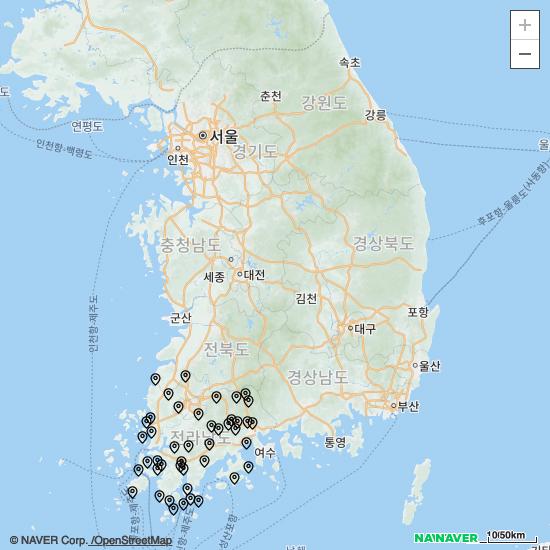 +
−
속초
춘천
강원도
강릉
도
연평도
서울
울
인천
경기도
인천항-백령도
후포항-울릉도(사동항)
충청남도
경상북도
세종
대전
김천
인천항-제주도
군산
포항
대구
전북도
경상남도
울산
부산
전라남도
여수
통영
NAVER
10/50km
© NAVER Corp. /OpenStreetMap